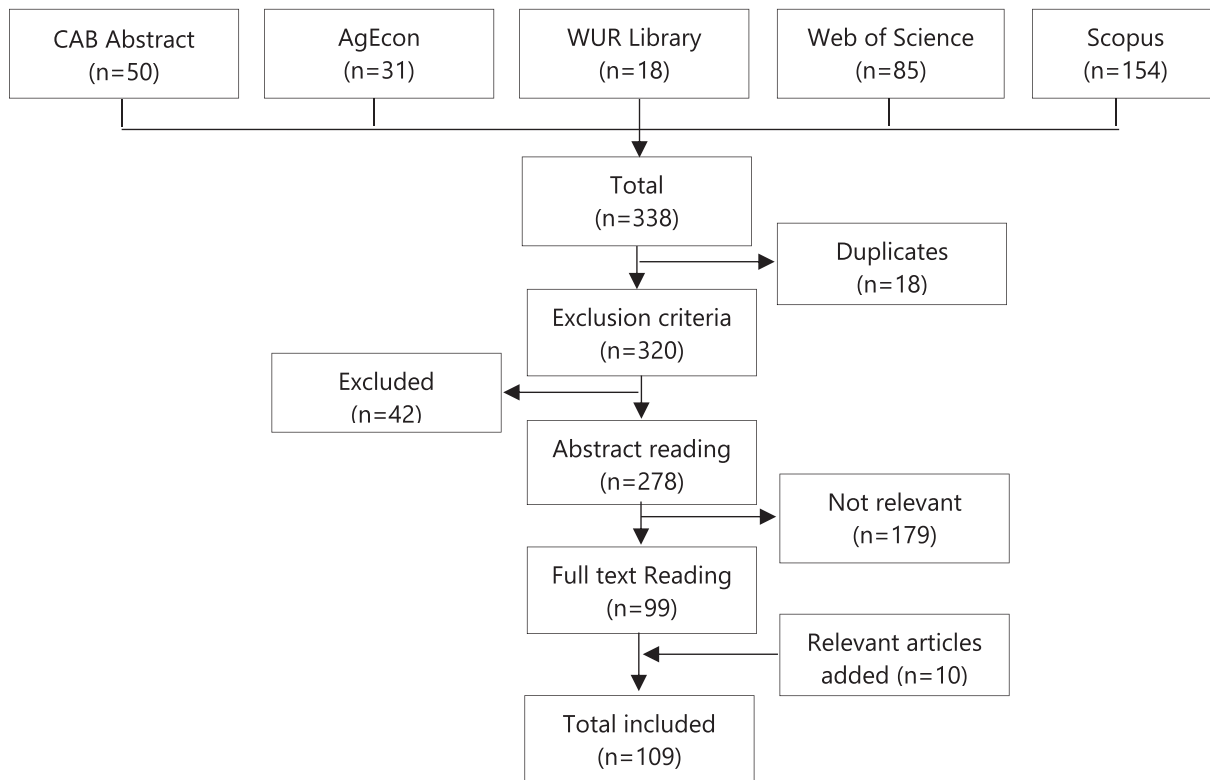 CAB Abstract
(n=50)
AgEcon
(n=31)
WUR Library
(n=18)
Web of Science
(n=85)
Scopus
(n=154)
Total
(n=338)
Duplicates
(n=18)
Exclusion criteria
(n=320)
Excluded
(n=42)
Abstract reading
(n=278)
Not relevant
(n=179)
Full text Reading
(n=99)
Relevant articles
added (n=10)
Total included
(n=109)